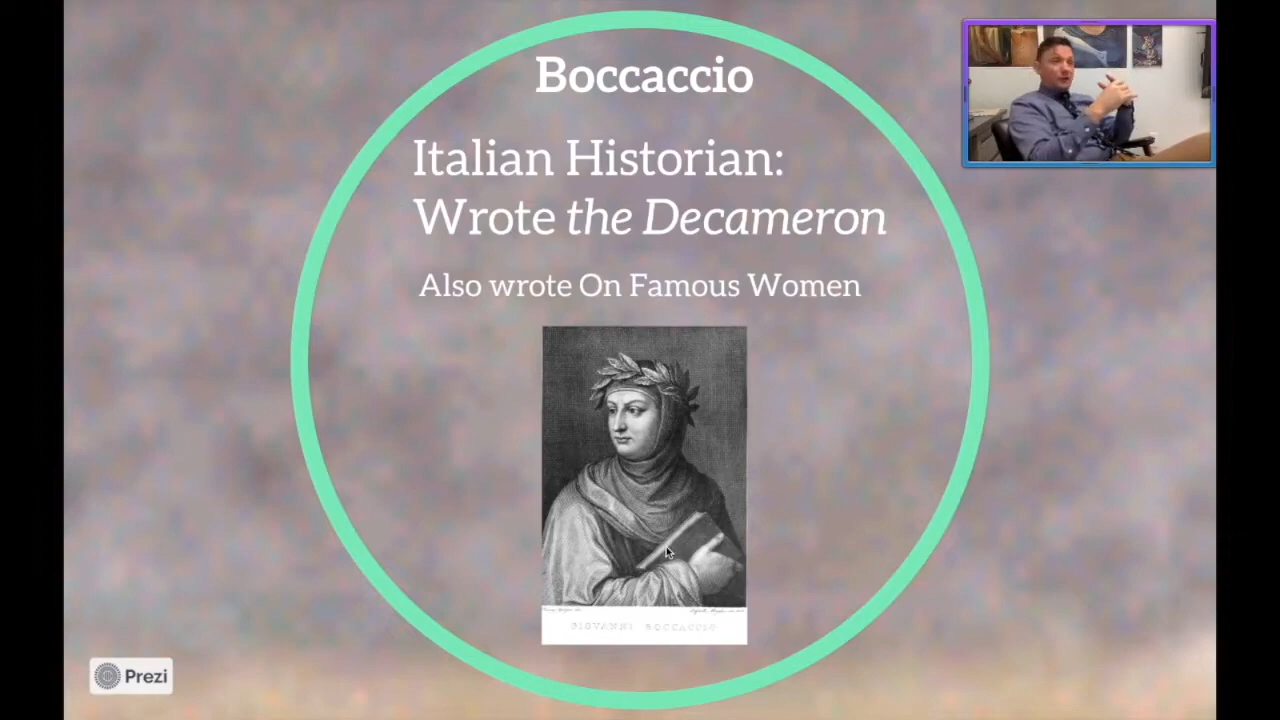 Boccaccio
Italian Historian:
Wrote the Decameron
Also wrote On Famous Women
GIOVANNI BOCCACCIO
Prezi